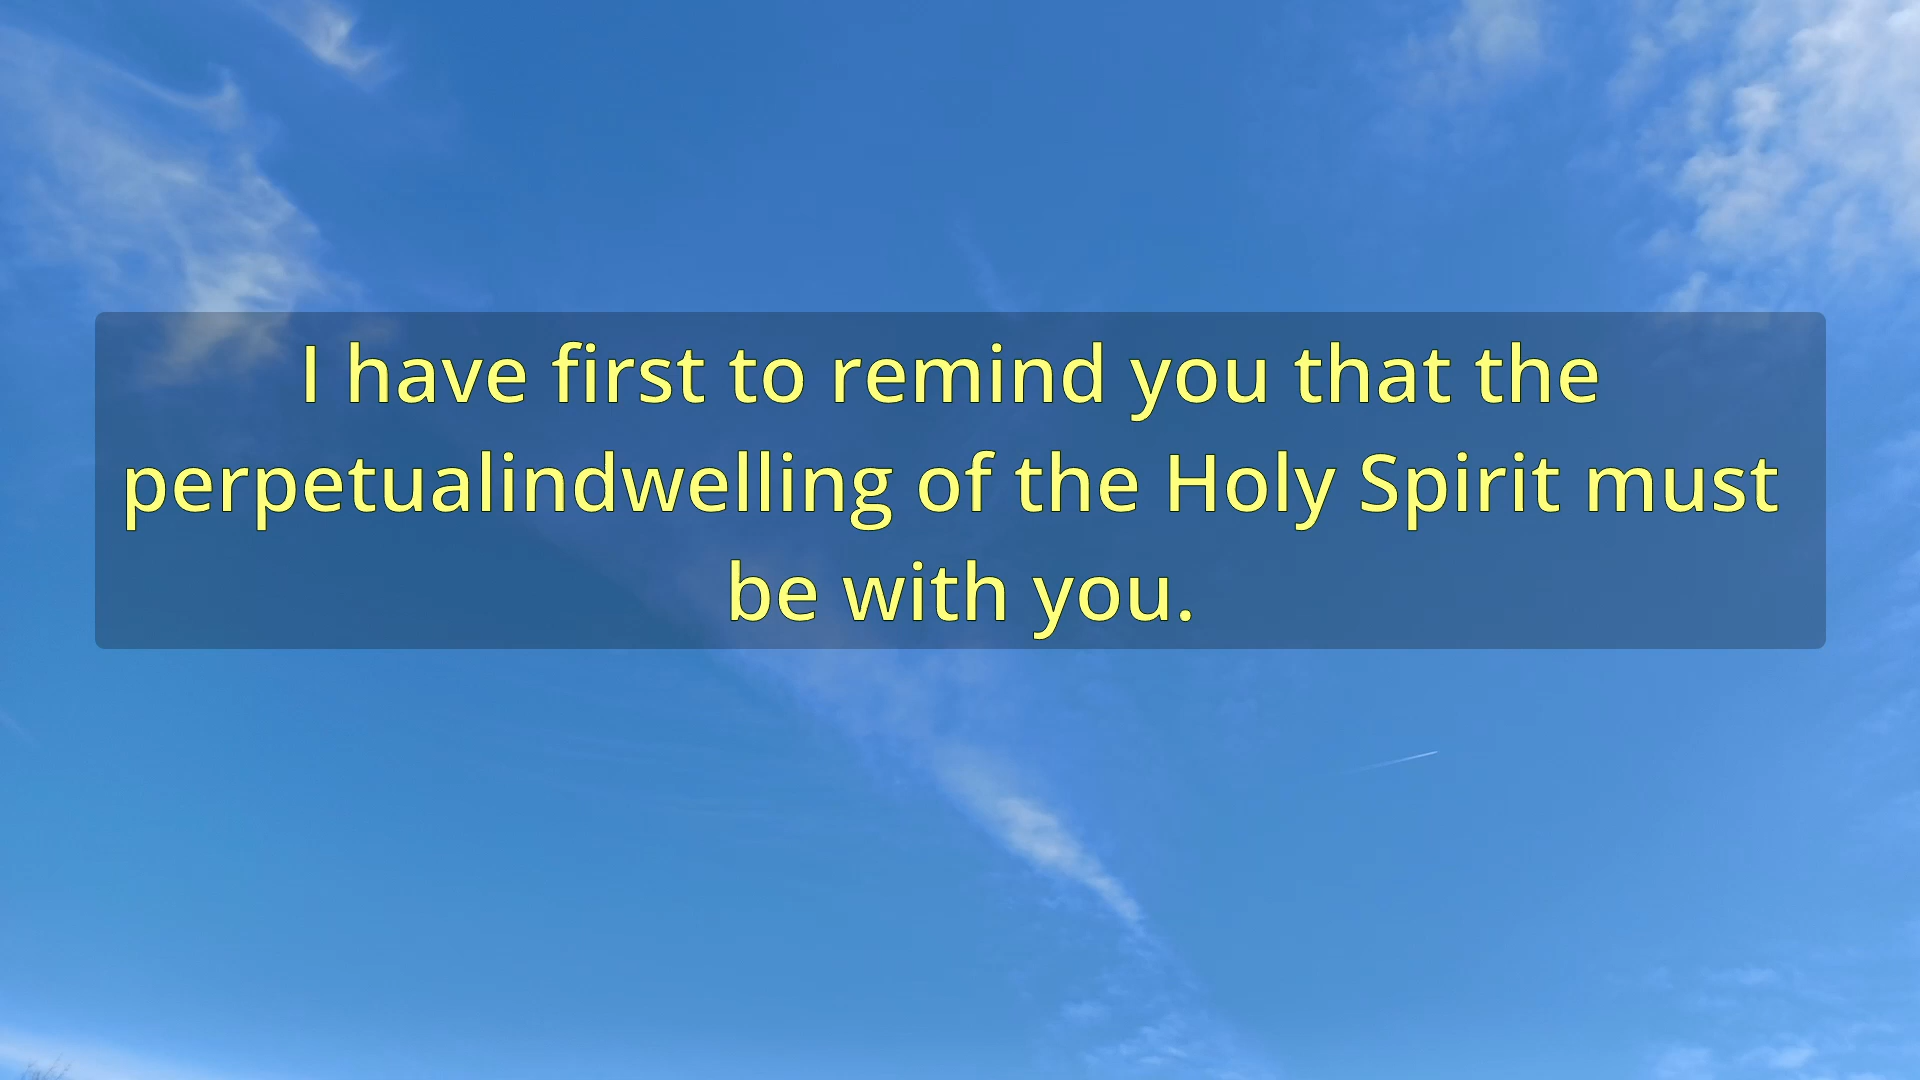 I have first to remind you that the
perpetualindwelling of the Holy Spirit must
be with you.